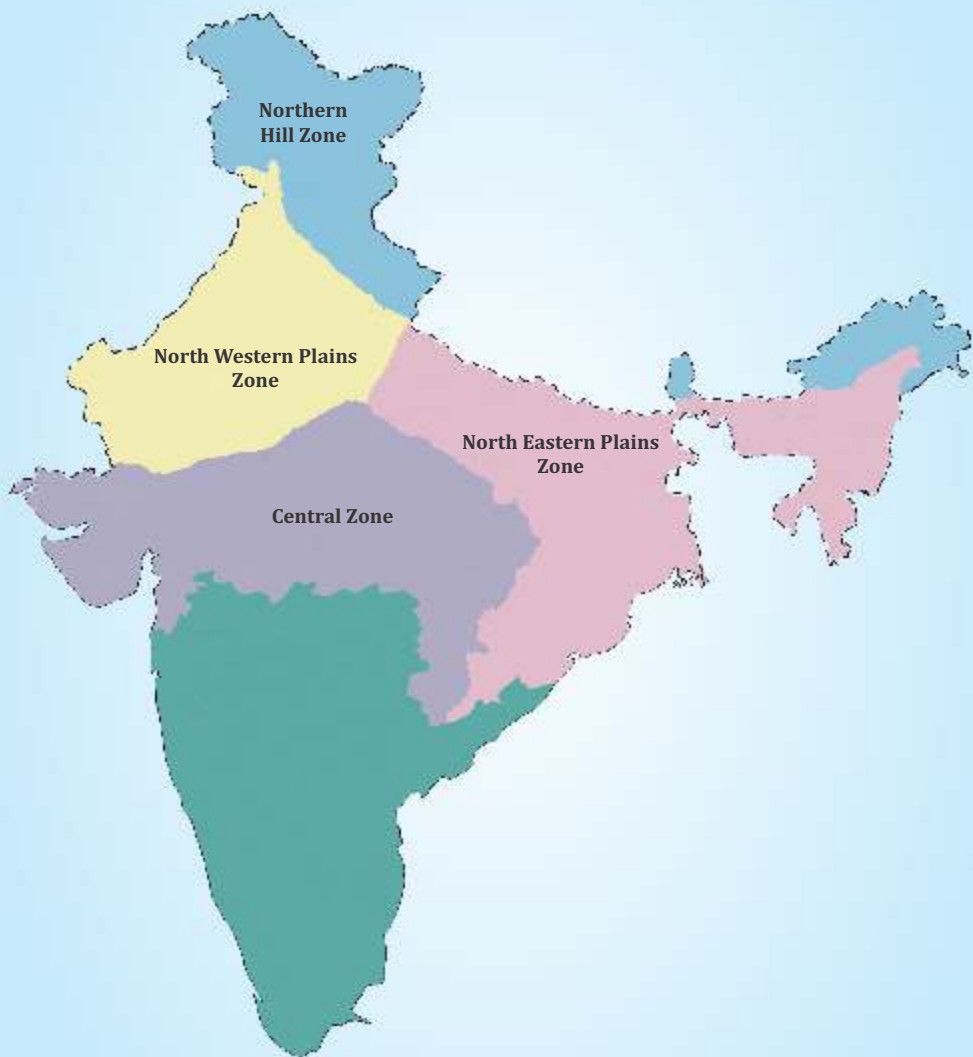 Northern
Hill Zone
North Western Plains
Zone
North Eastern Plains
Zone
Central Zone